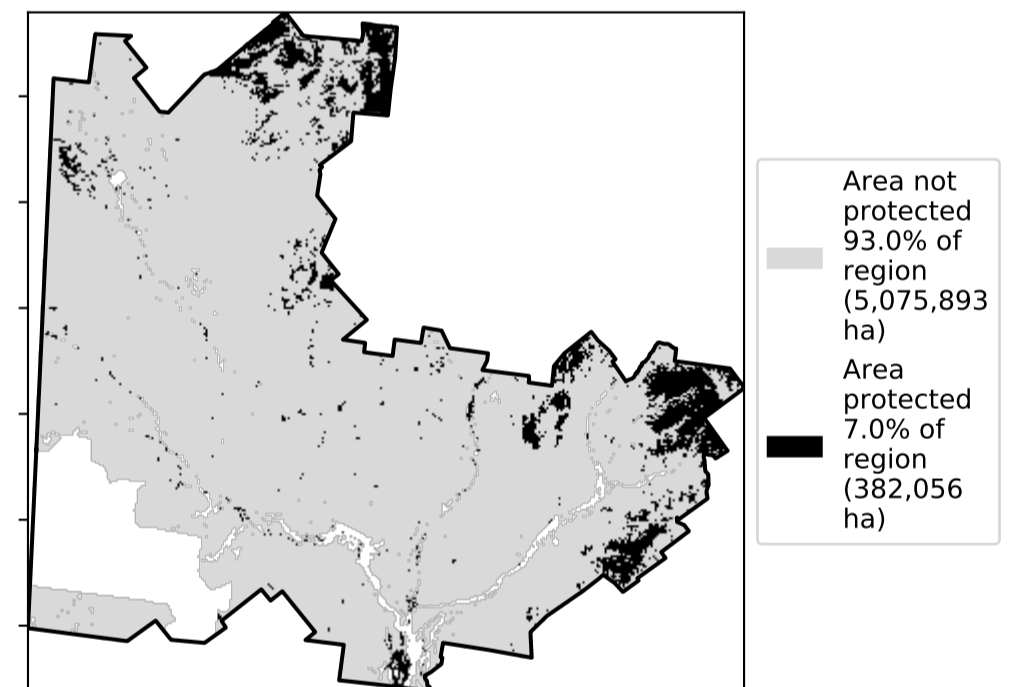 Area not
protected
93.0% of
region
(5,075,893
ha)
Area
protected
7.0% of
region
(382,056
ha)